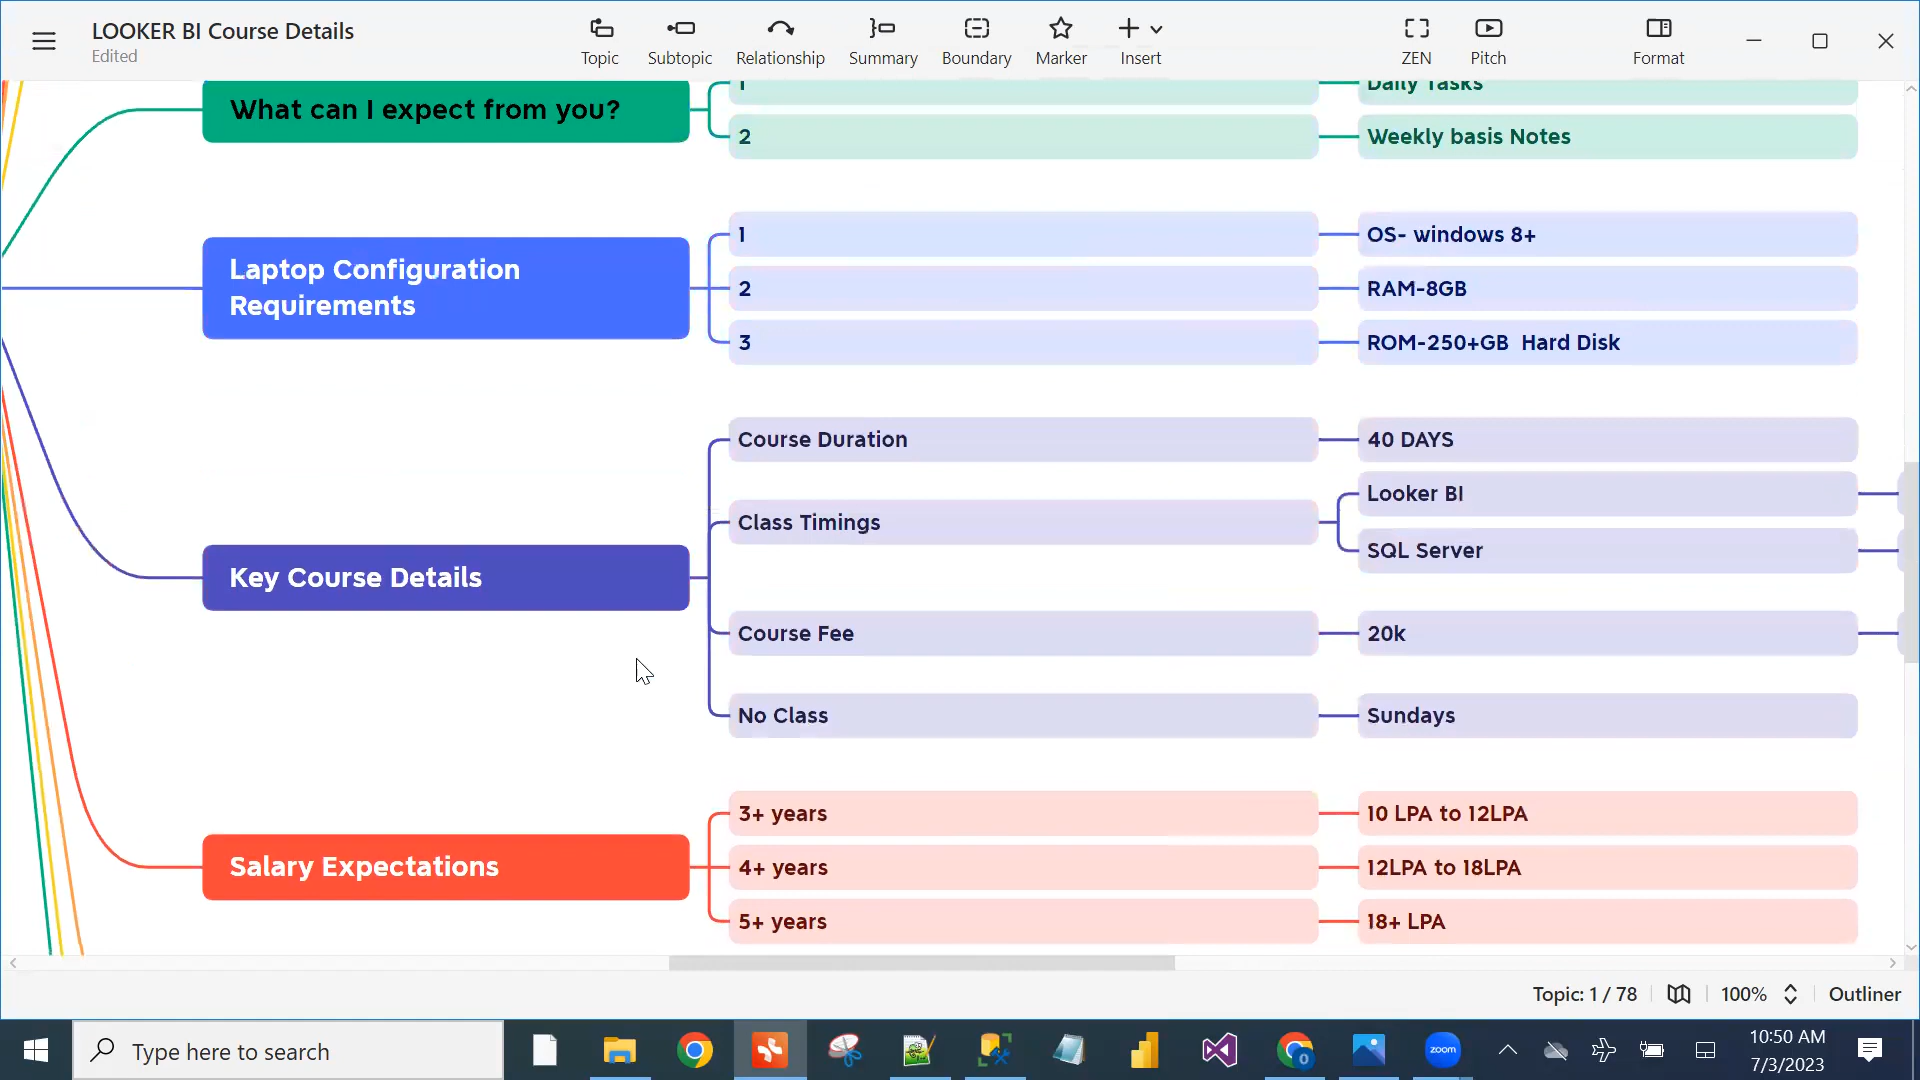 LOOKER BI Course Details
Edited
Topic
Subtopic
Relationship
Summary
Boundary
Marker
Insert
ZEN
Pitch
Format
What can I expect from you?
1
Daily Tasks
2
Weekly basis Notes
Laptop Configuration
Requirements
1
OS- windows 8+
2
RAM-8GB
3
ROM-250+GB  Hard Disk
Key Course Details
Course Duration
40 DAYS
Class Timings
Looker BI
SQL Server
Course Fee
20k
No Class
Sundays
Salary Expectations
3+ years
10 LPA to 12LPA
4+ years
12LPA to 18LPA
5+ years
18+ LPA
Topic: 1 / 78
100%
Outliner
Type here to search
zoom
10:50 AM
7/3/2023